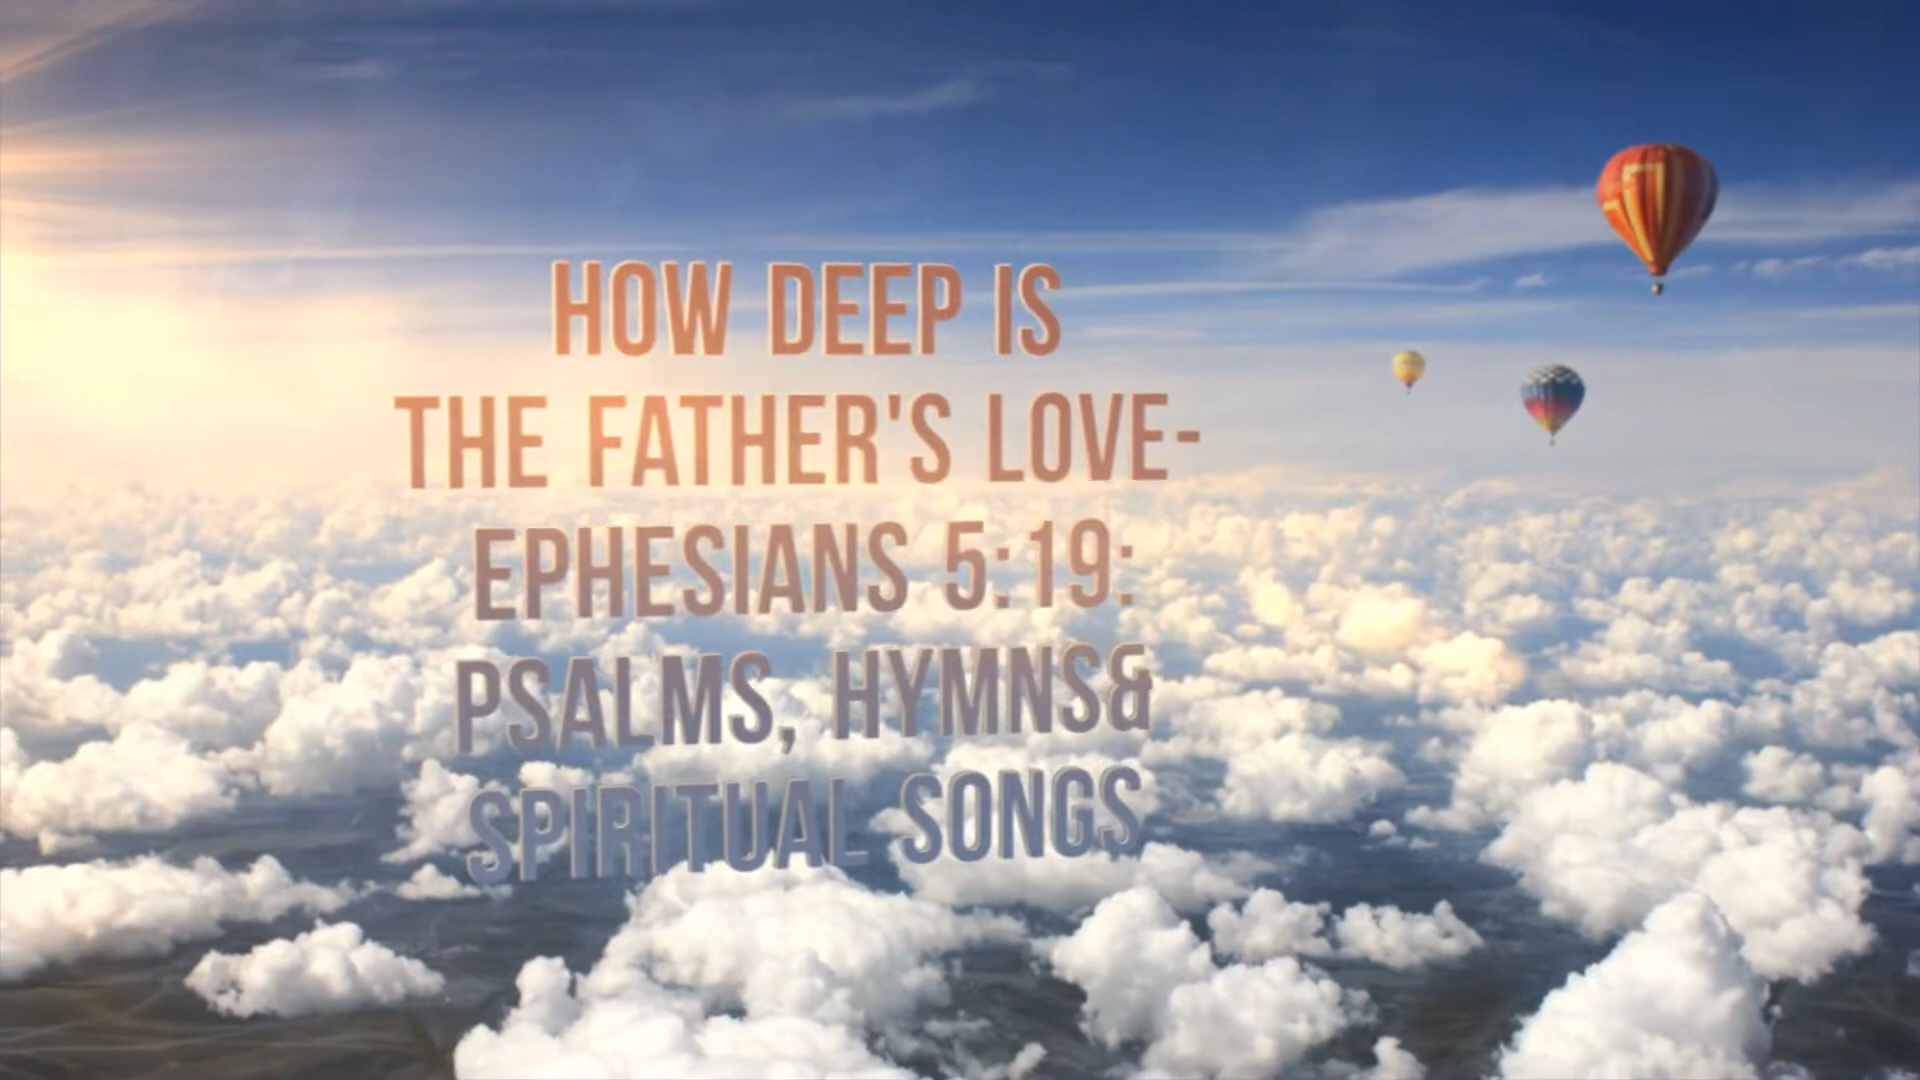 HOW DEEP IS
THE FATHER'S LOVE-
EPHESIANS 5:19:
PSALMS, HYMNS&
SPIRITUAL SONGS